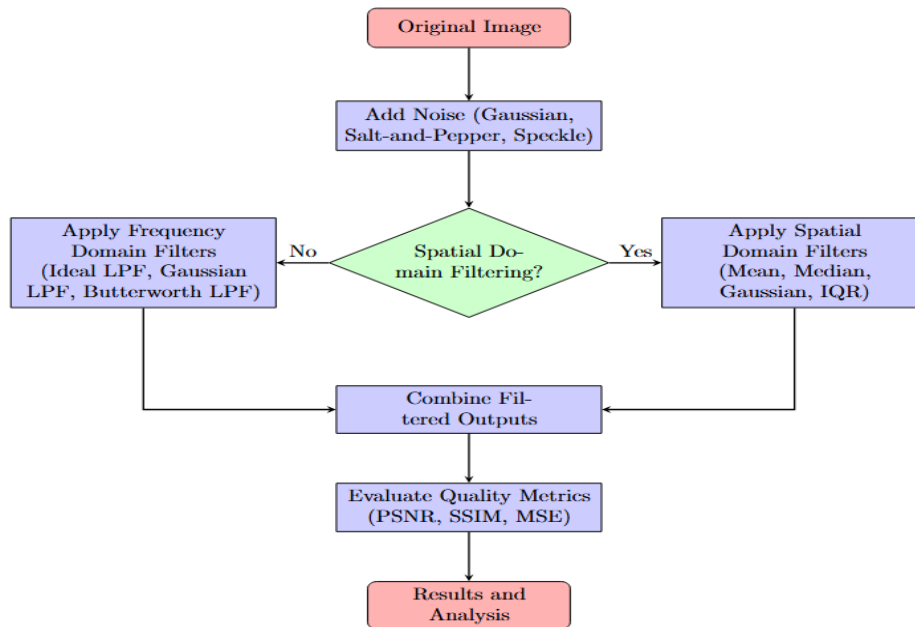 Original Image
Add Noise (Gaussian,
Salt-and-Pepper, Speckle)
Apply Frequency
Domain Filters
(Ideal LPF, Gaussian
LPF, Butterworth LPF)
No
Spatial Do-
main Filtering?
Yes
Apply Spatial
Domain Filters
(Mean, Median,
Gaussian, IQR)
Combine Fil-
tered Outputs
Evaluate Quality Metrics
(PSNR, SSIM, MSE)
Results and
Analysis